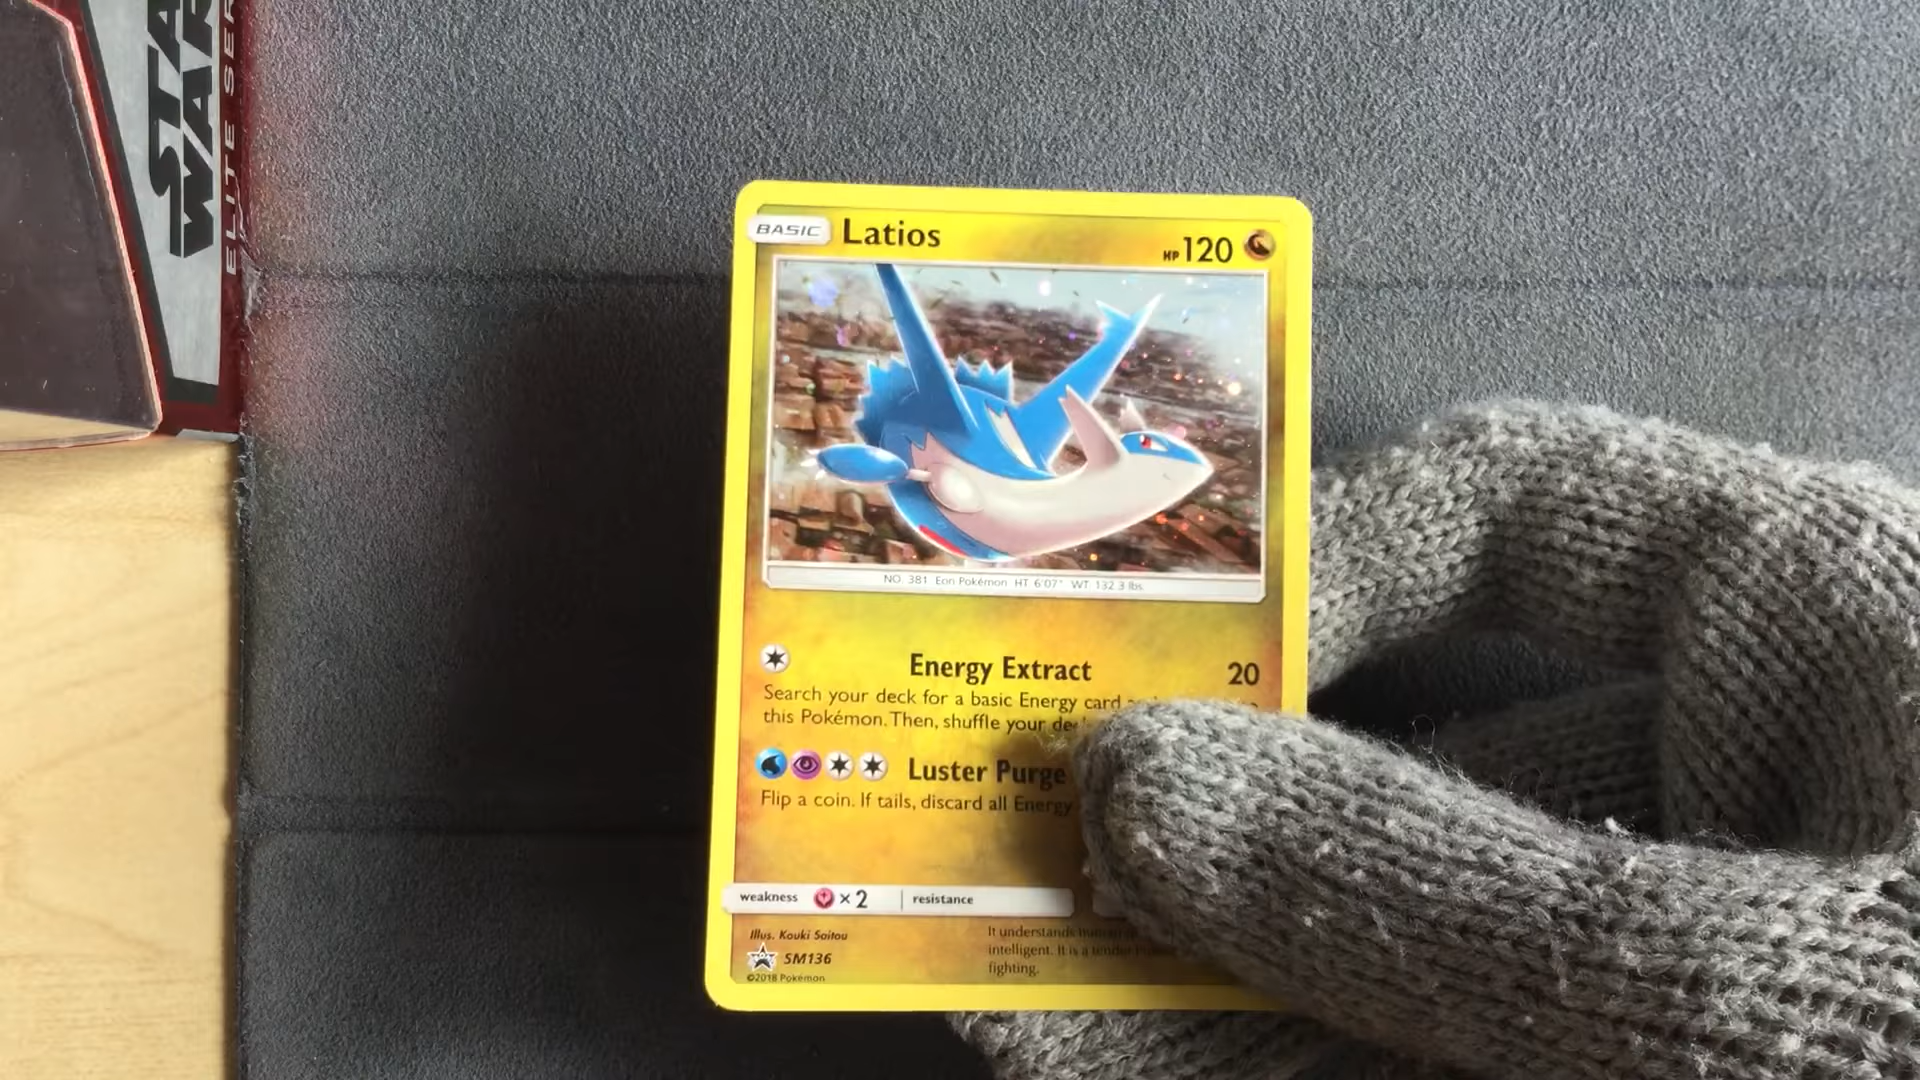 STAR
WARS
ELITE SER
BASIC Latios HP 120
NO. 381 Eon Pokémon HT 6'07" WT 132.3 lbs.
Energy Extract 20
Search your deck for a basic Energy card
this Pokémon. Then, shuffle your
Luster Purge
Flip a coin. If tails, discard all Energy
weakness ×2 resistance
Illus. Kouki Saitou
SM136
©2018 Pokémon
It understands
intelligent. It is a tender
fighting.